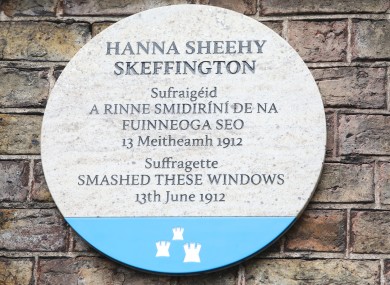 HANNA SHEEHY
SKEFFINGTON
Sufraigéid
A RINNE SMIDIRÍNÍ DE NA
FUINNEOGA SEO
13 Meitheamh 1912
Suffragette
SMASHED THESE WINDOWS
13th June 1912